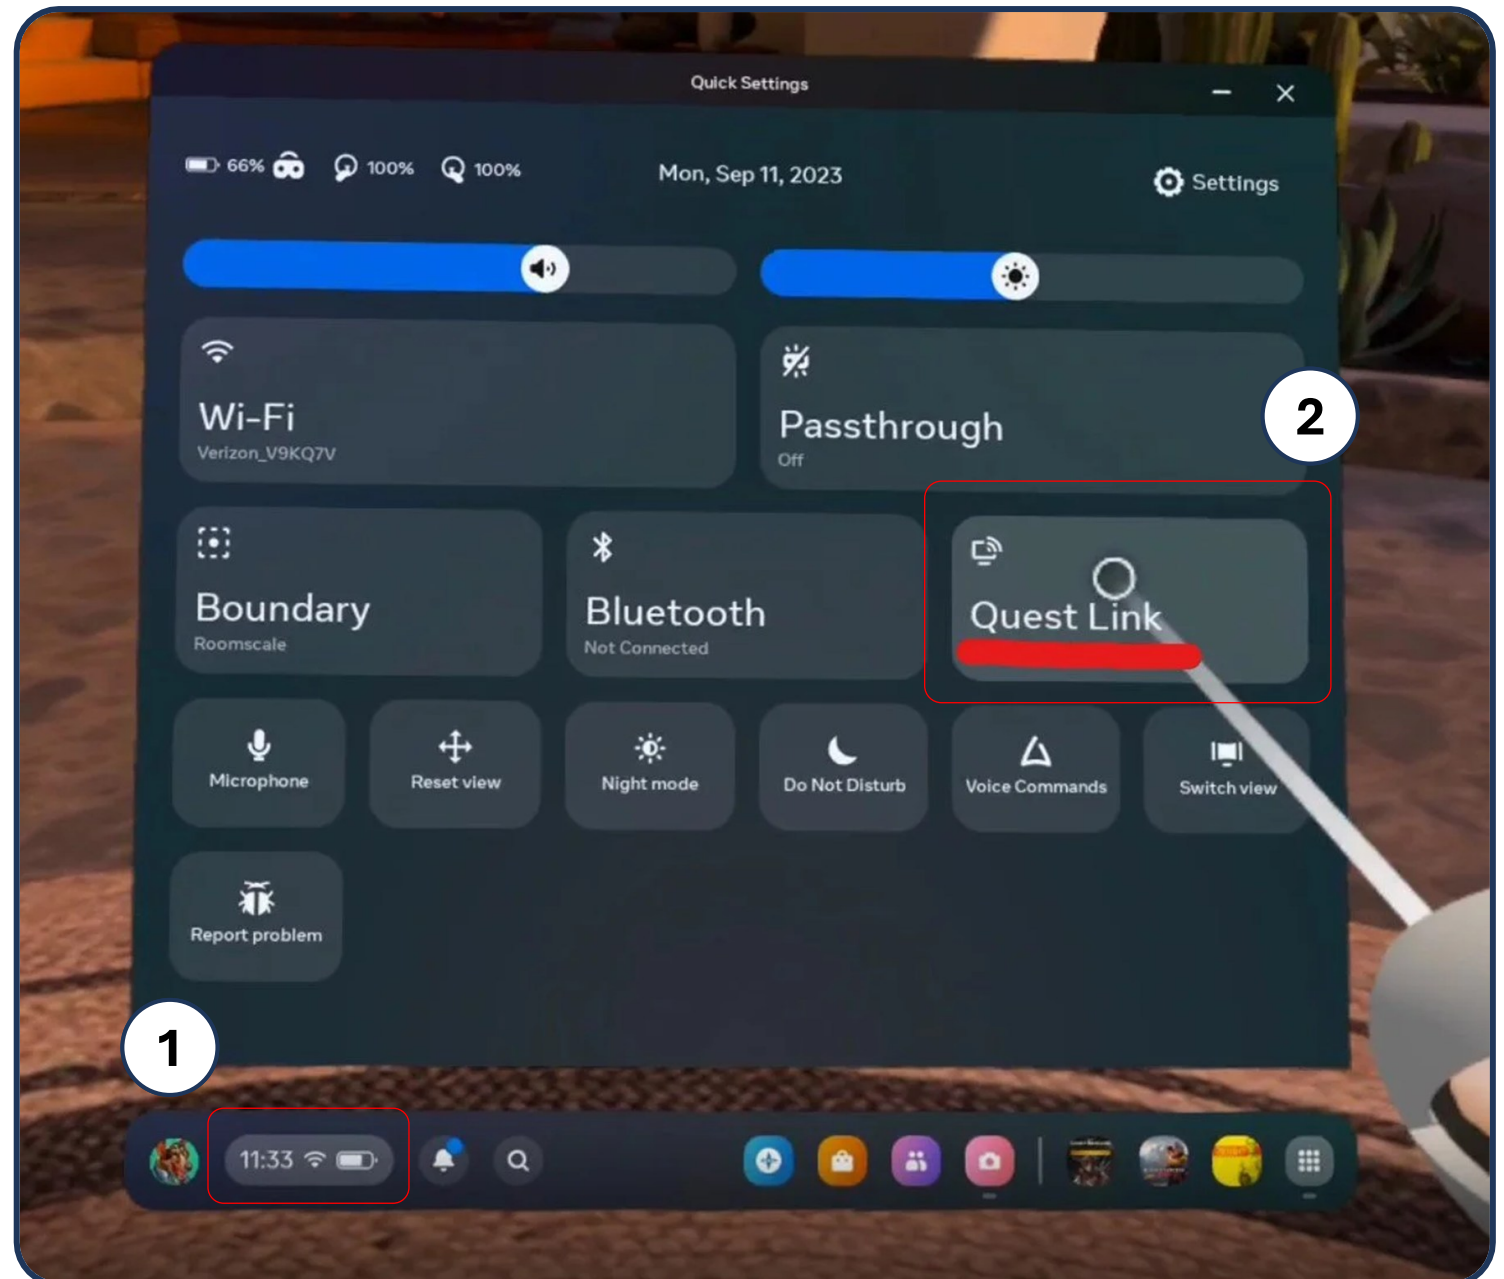 Quick Settings
66% 100% 100% Mon, Sep 11, 2023 Settings
Wi-Fi
Verizon_V9KQ7V
Passthrough
Off
2
Boundary
Roomscale
Bluetooth
Not Connected
Quest Link
Microphone
Reset view
Night mode
Do Not Disturb
Voice Commands
Switch view
Report problem
1
11:33